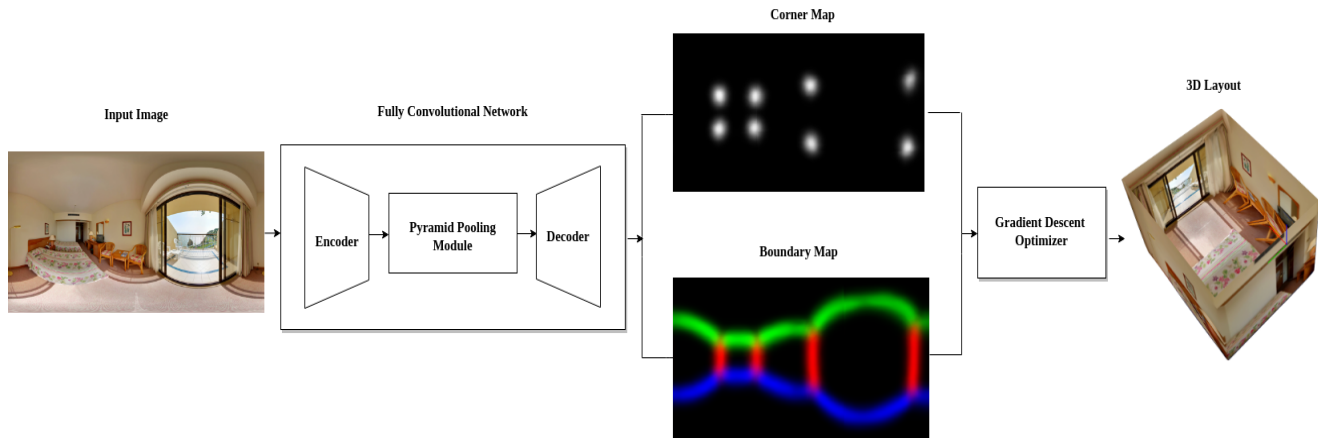 Corner Map
3D Layout
Input Image
Fully Convolutional Network
Encoder
Pyramid Pooling
Module
Decoder
Gradient Descent
Optimizer
Boundary Map